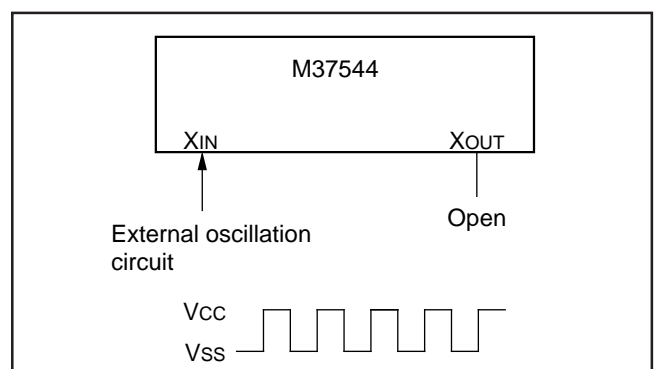 M37544
XIN XOUT
External oscillation
circuit
Open
VCC
VSS